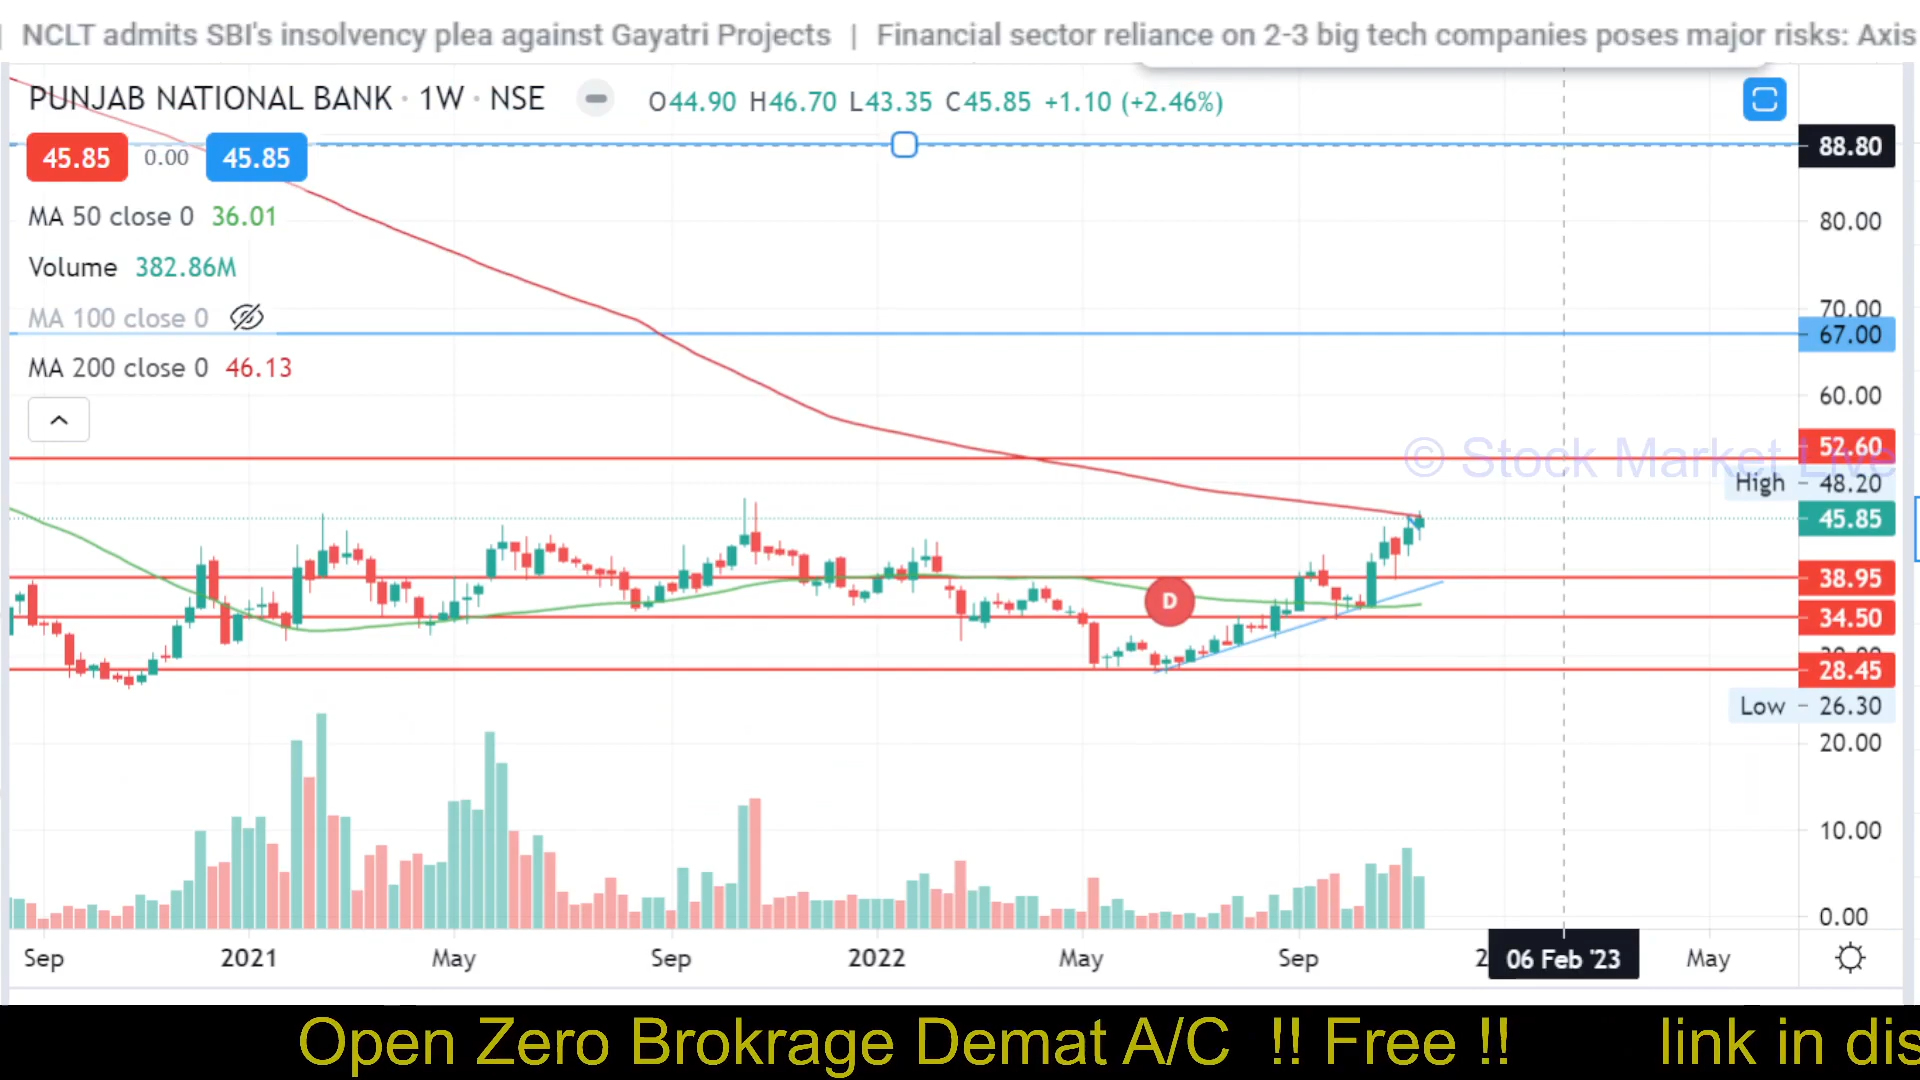 NCLT admits SBI's insolvency plea against Gayatri Projects | Financial sector reliance on 2-3 big tech companies poses major risks: Axis
PUNJAB NATIONAL BANK · 1W · NSE O44.90 H46.70 L43.35 C45.85 +1.10 (+2.46%)
45.85 0.00 45.85
88.80
MA 50 close 0 36.01
80.00
Volume 382.86M
MA 100 close 0
70.00
67.00
MA 200 close 0 46.13
60.00
52.60
© Stock Market Live
High 48.20
45.85
38.95
D
34.50
30.00
28.45
Low 26.30
20.00
10.00
0.00
Sep 2021 May Sep 2022 May Sep 2 06 Feb '23 May
Open Zero Brokrage Demat A/C !! Free !! link in dis